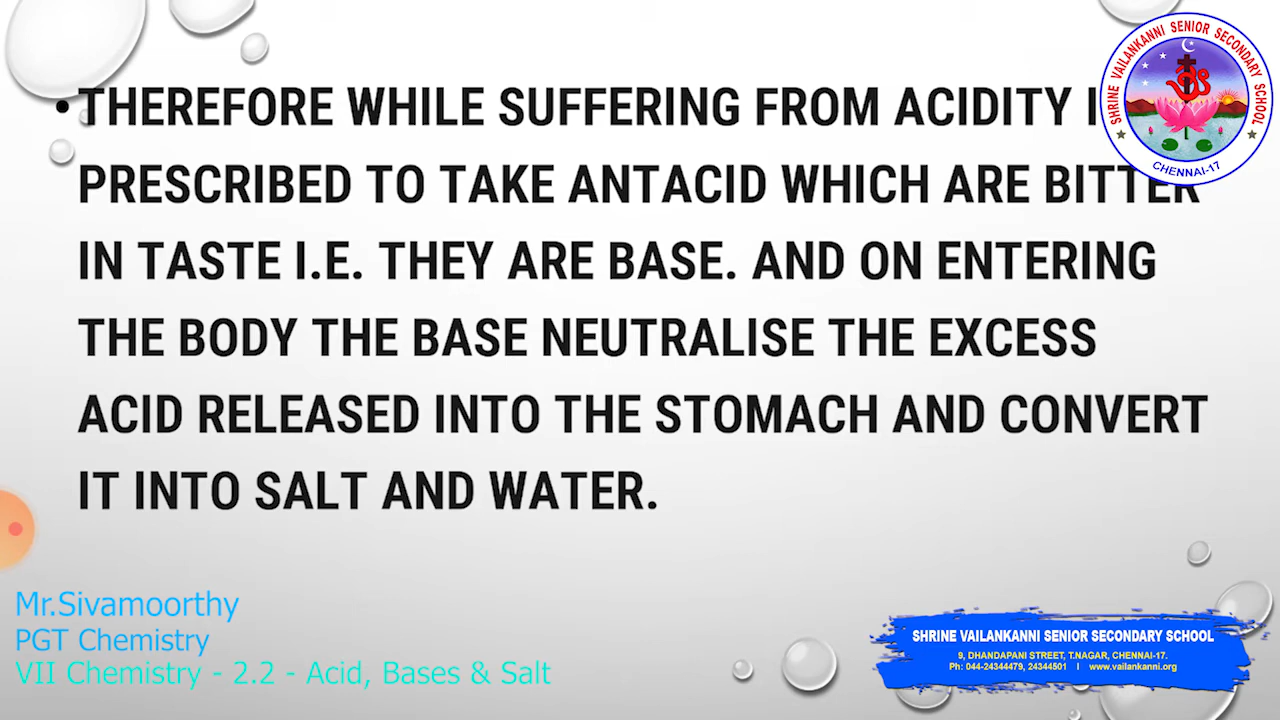 • THEREFORE WHILE SUFFERING FROM ACIDITY
PRESCRIBED TO TAKE ANTACID WHICH ARE BITTER
IN TASTE I.E. THEY ARE BASE. AND ON ENTERING
THE BODY THE BASE NEUTRALISE THE EXCESS
ACID RELEASED INTO THE STOMACH AND CONVERT
IT INTO SALT AND WATER.
SHRINE VAILANKANNI SENIOR SECONDARY SCHOOL
CHENNAI-17
Mr.Sivamoorthy
PGT Chemistry
VII Chemistry - 2.2 - Acid, Bases & Salt
SHRINE VAILANKANNI SENIOR SECONDARY SCHOOL
9, DHANDAPANI STREET, T.NAGAR, CHENNAI-17.
Ph: 044-24344479, 24344501 I www.vailankanni.org